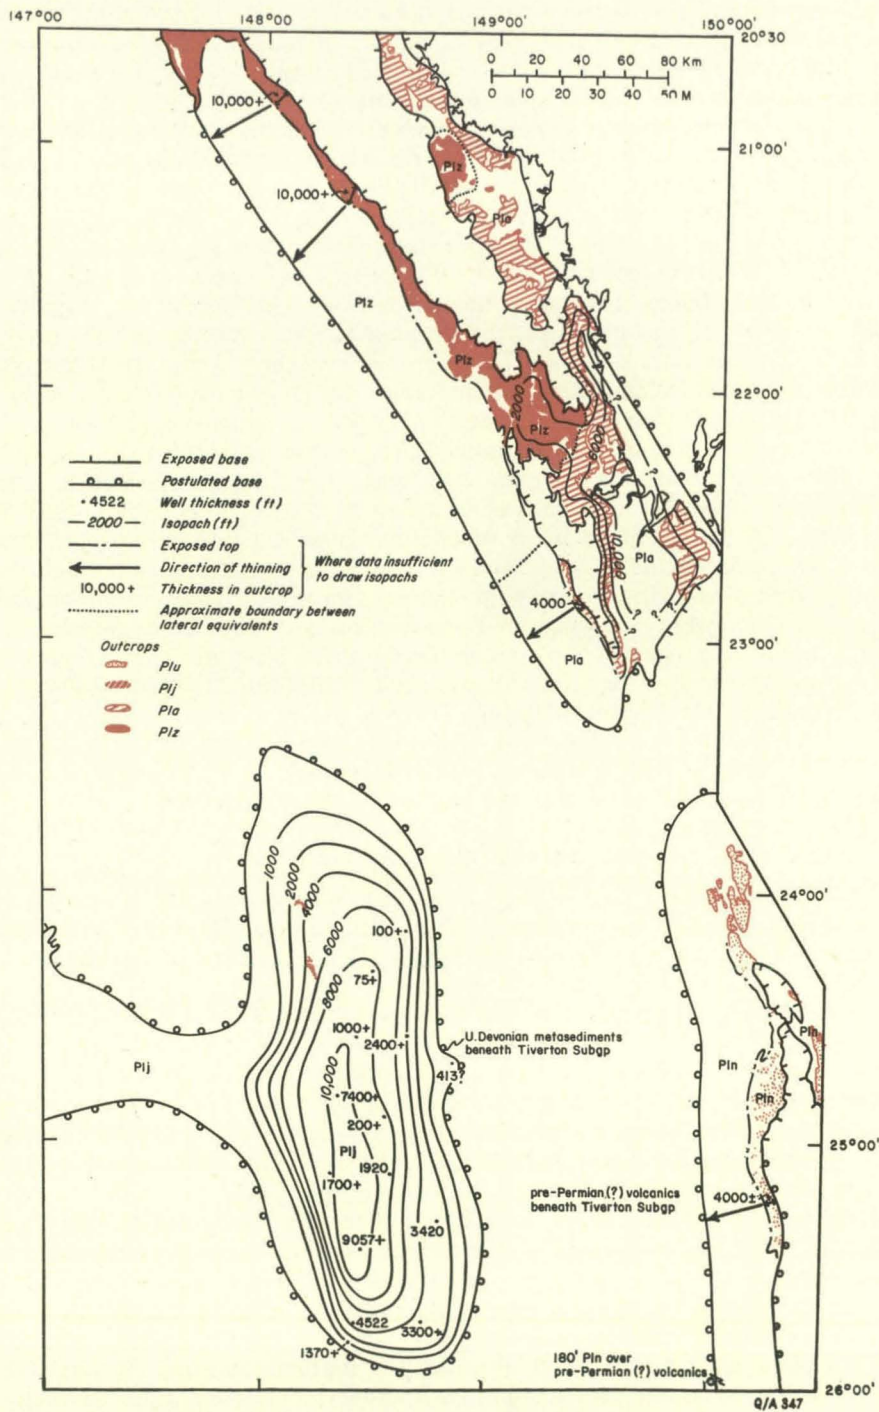 147°00'
148°00'
149°00'
150°00'
20°30
0 20 40 60 80 Km
0 10 20 30 40 50 M
10,000+
21°00'
Plz
10,000+
Pla
Plz
Plz
22°00'
2000
Plz
6000
Exposed base
Postulated base
4522 Well thickness (ft)
2000 Isopach (ft)
Exposed top
Direction of thinning
10,000+ Thickness in outcrop
Where data insufficient
to draw isopachs
Approximate boundary between
lateral equivalents
?
?
10,000
Pla
4000
?
?
23°00'
Pla
Outcrops
Plu
Plj
Pla
Plz
1000
2000
4000
6000
8000
10,000
24°00'
100+
75+
1000+
2400+
U. Devonian metasediments
beneath Tiverton Subgp
413?
Plj
7400+
200+
Plj
1920
1700+
Pln
Pln
?
Pln
25°00'
pre-Permian (?) volcanics
beneath Tiverton Subgp
4000±
3420
9057+
4522
3300+
1370+
180' Pln over
pre-Permian (?) volcanics
26°00'
Q/A 347